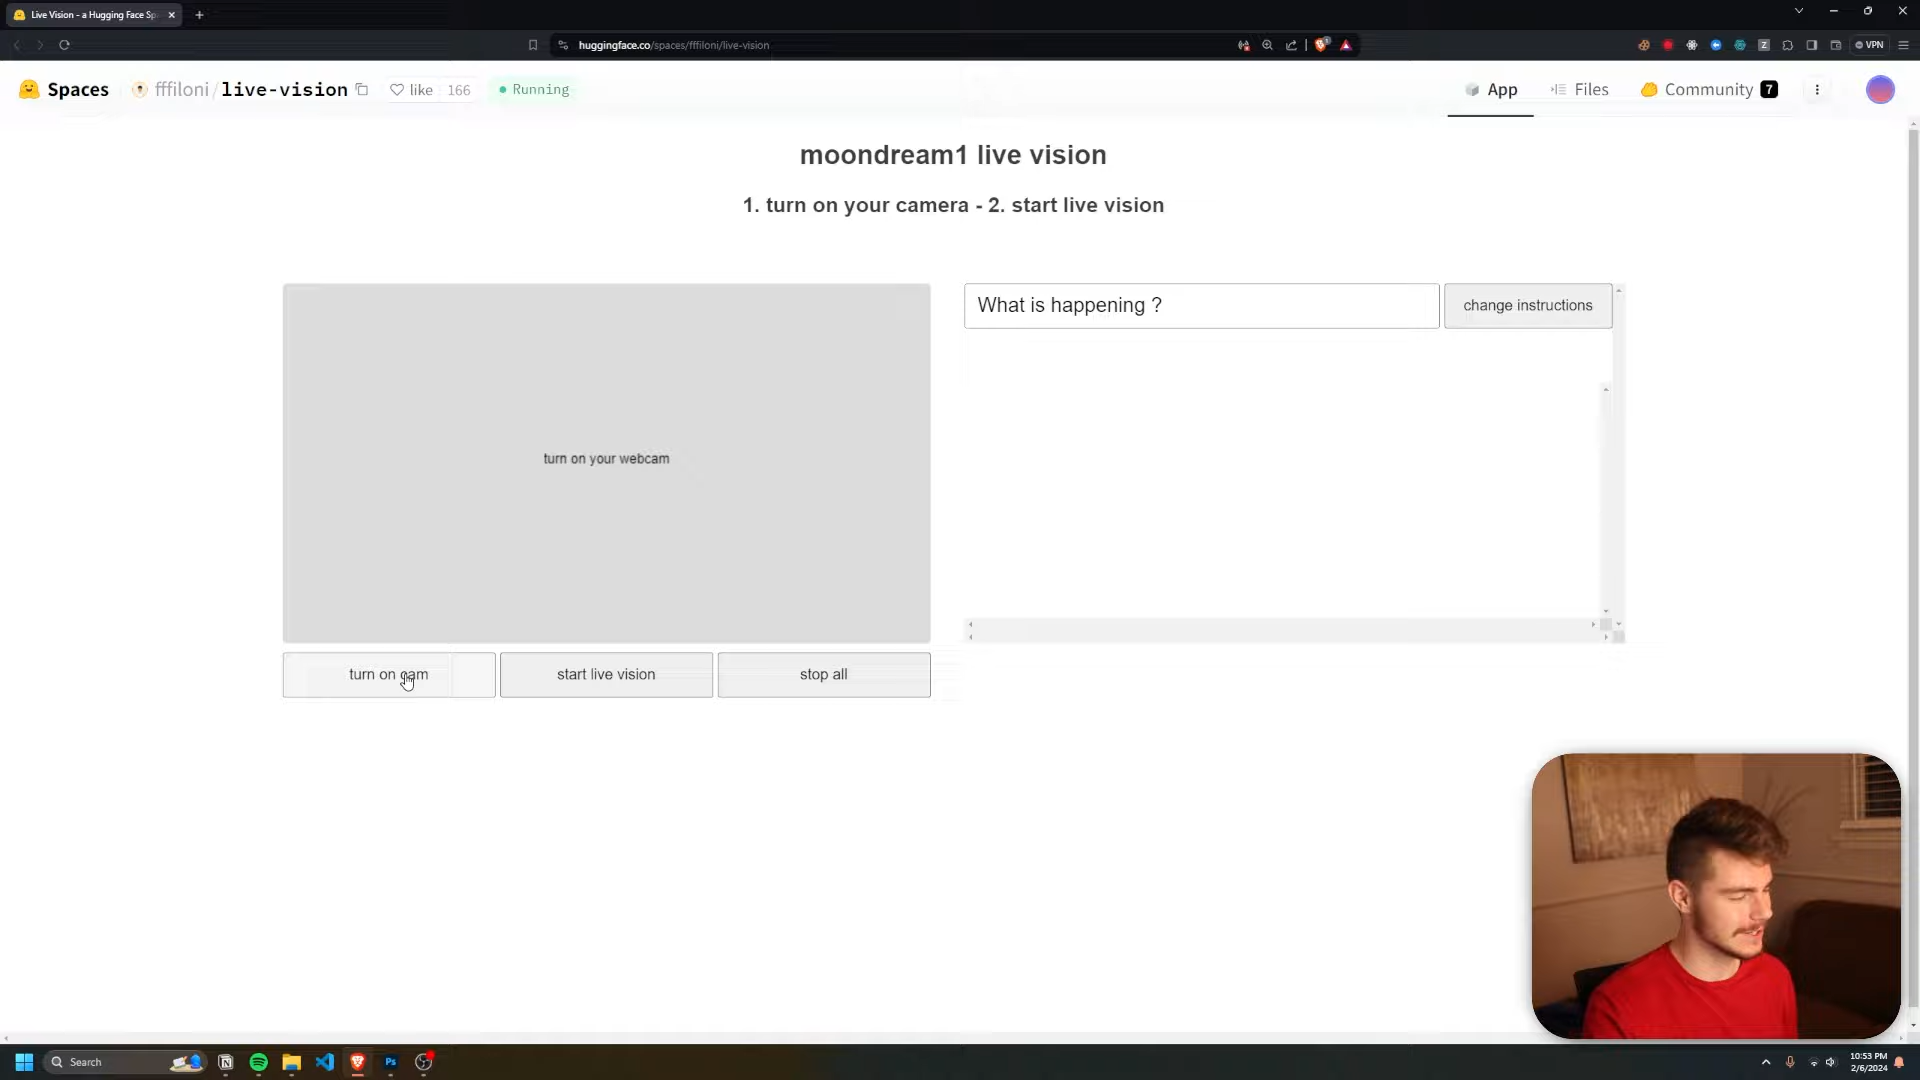 Live Vision - a Hugging Face Sp
huggingface.co/spaces/fffiloni/live-vision
VPN
Spaces
fffiloni/live-vision
like 166
Running
App
Files
Community 7
moondream1 live vision
1. turn on your camera - 2. start live vision
What is happening ?
change instructions
turn on your webcam
turn on cam
start live vision
stop all
Search
10:53 PM
2/6/2024